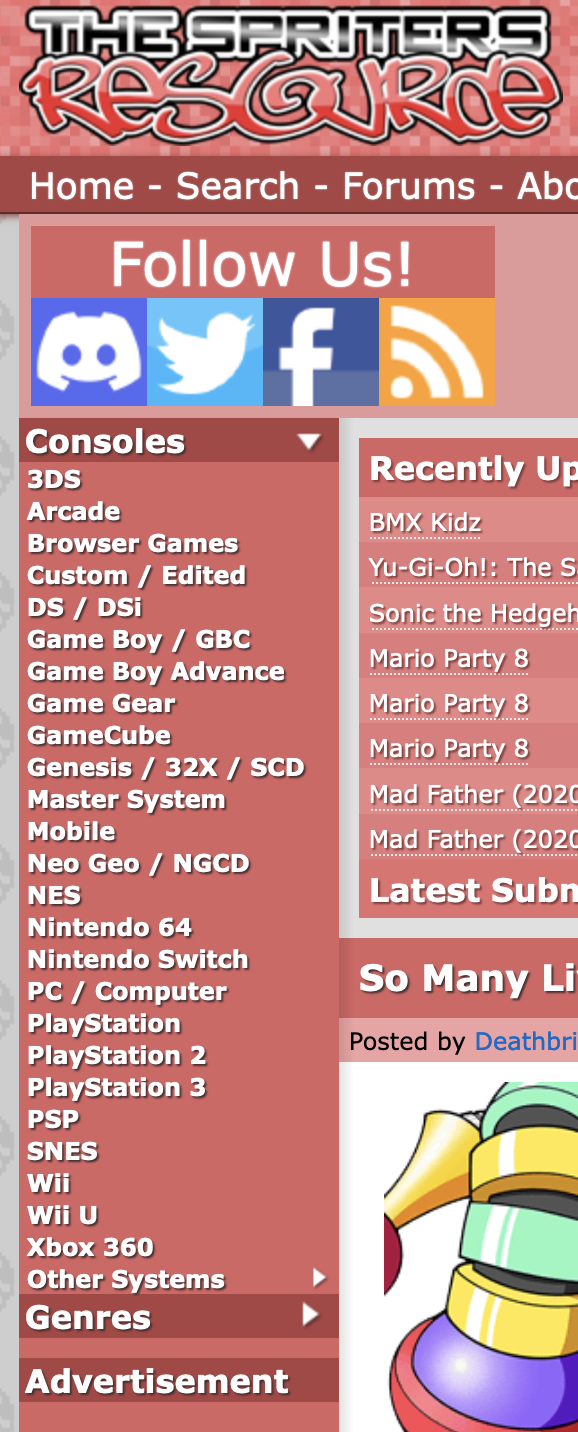 THE SPRITERS
RESOURCE
Home - Search - Forums - Abo
Follow Us!
Consoles
3DS
Arcade
Browser Games
Custom / Edited
DS / DSi
Game Boy / GBC
Game Boy Advance
Game Gear
GameCube
Genesis / 32X / SCD
Master System
Mobile
Neo Geo / NGCD
NES
Nintendo 64
Nintendo Switch
PC / Computer
PlayStation
PlayStation 2
PlayStation 3
PSP
SNES
Wii
Wii U
Xbox 360
Other Systems
Genres
Advertisement
Recently Up
BMX Kidz
Yu-Gi-Oh!: The S
Sonic the Hedgeh
Mario Party 8
Mario Party 8
Mario Party 8
Mad Father (2020
Mad Father (2020
Latest Subm
So Many Li
Posted by Deathbri